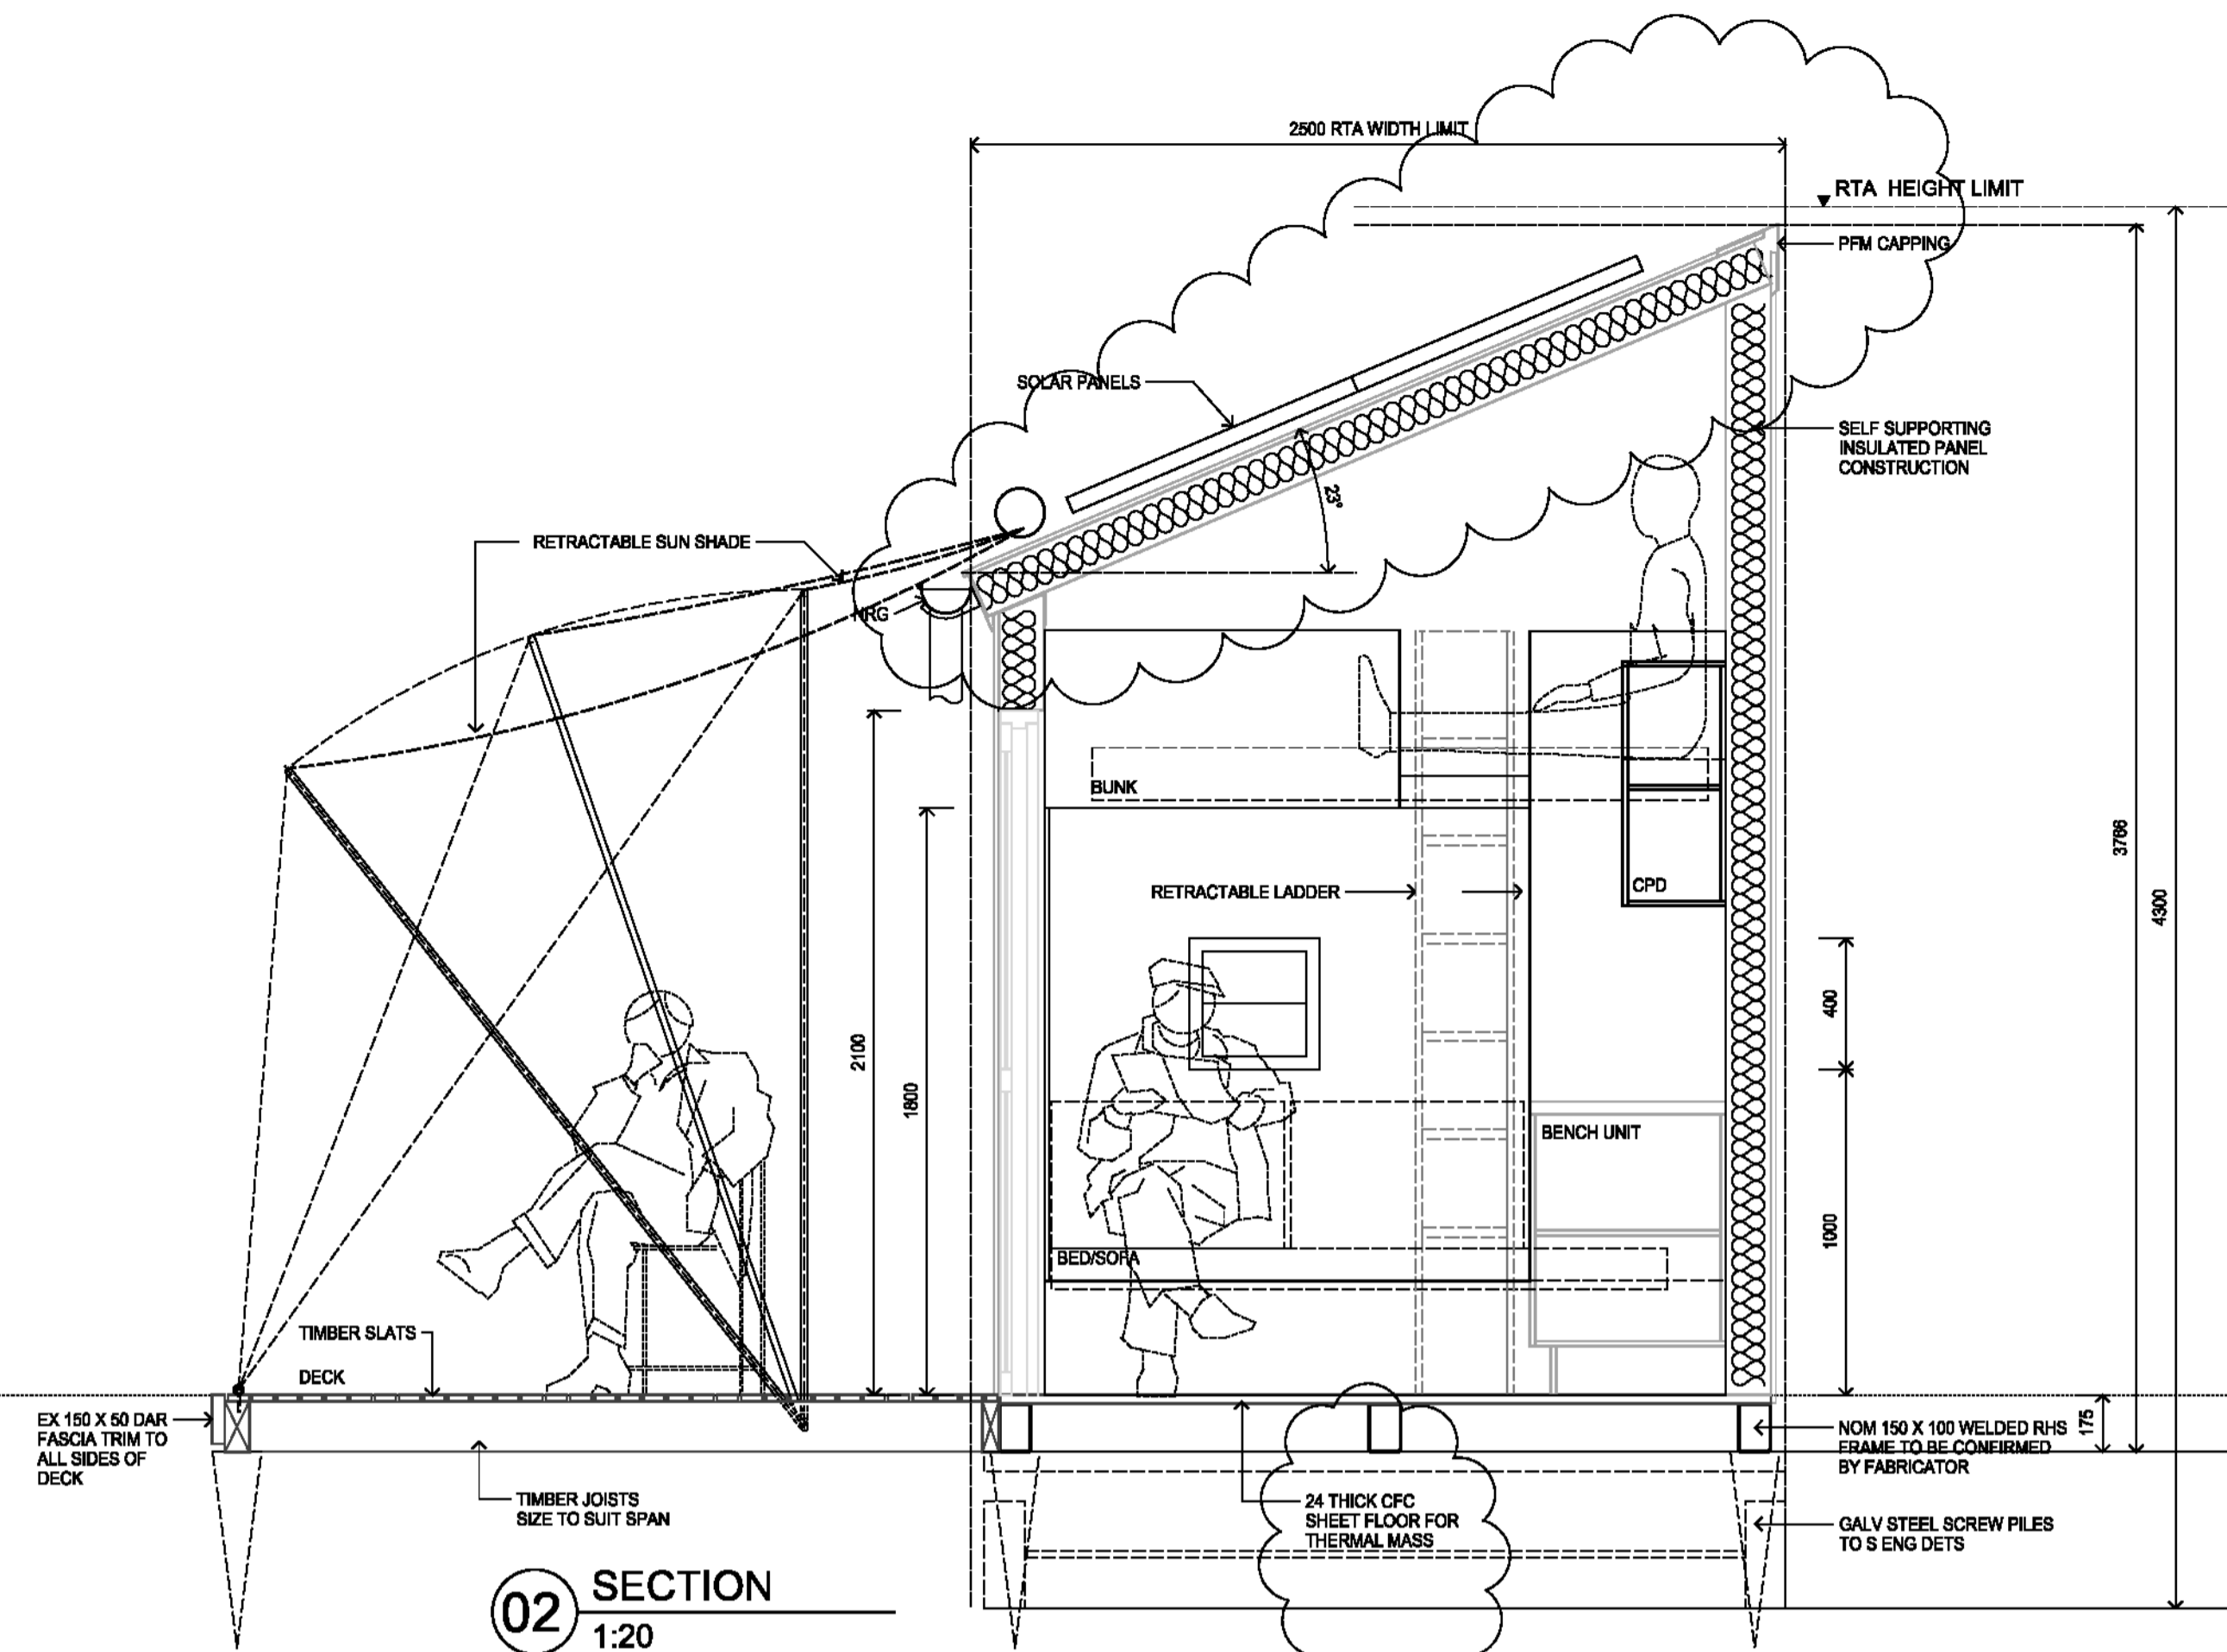 2500 RTA WIDTH LIMIT
RTA HEIGHT LIMIT
PFM CAPPING
SOLAR PANELS
SELF SUPPORTING
INSULATED PANEL
CONSTRUCTION
23°
RETRACTABLE SUN SHADE
HRG
BUNK
RETRACTABLE LADDER
CPD
3766
4300
400
2100
1800
BENCH UNIT
1000
BED/SOFA
TIMBER SLATS
DECK
EX 150 X 50 DAR
FASCIA TRIM TO
ALL SIDES OF
DECK
175
NOM 150 X 100 WELDED RHS
FRAME TO BE CONFIRMED
BY FABRICATOR
TIMBER JOISTS
SIZE TO SUIT SPAN
24 THICK CFC
SHEET FLOOR FOR
THERMAL MASS
GALV STEEL SCREW PILES
TO S ENG DETS
02
SECTION
1:20